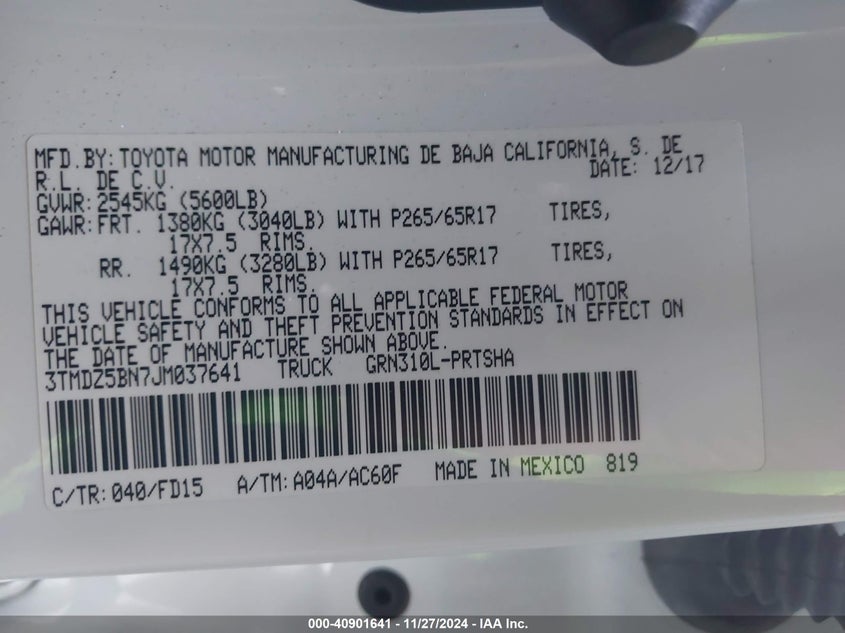 MFD.BY: TOYOTA MOTOR MANUFACTURING DE BAJA CALIFORNIA, S. DE
R.L. DE C.V. DATE: 12/17
GVWR: 2545KG (5600LB)
GAWR: FRT. 1380KG (3040LB) WITH P265/65R17 TIRES,
17X7.5 RIMS.
RR. 1490KG (3280LB) WITH P265/65R17 TIRES,
17X7.5 RIMS.
THIS VEHICLE CONFORMS TO ALL APPLICABLE FEDERAL MOTOR
VEHICLE SAFETY AND THEFT PREVENTION STANDARDS IN EFFECT ON
THE DATE OF MANUFACTURE SHOWN ABOVE.
3TMDZ5BN7JM037641 TRUCK GRN310L-PRTSHA
C/TR: 040/FD15 A/TM: A04A/AC60F MADE IN MEXICO 819
000-40901641 - 11/27/2024 - IAA Inc.